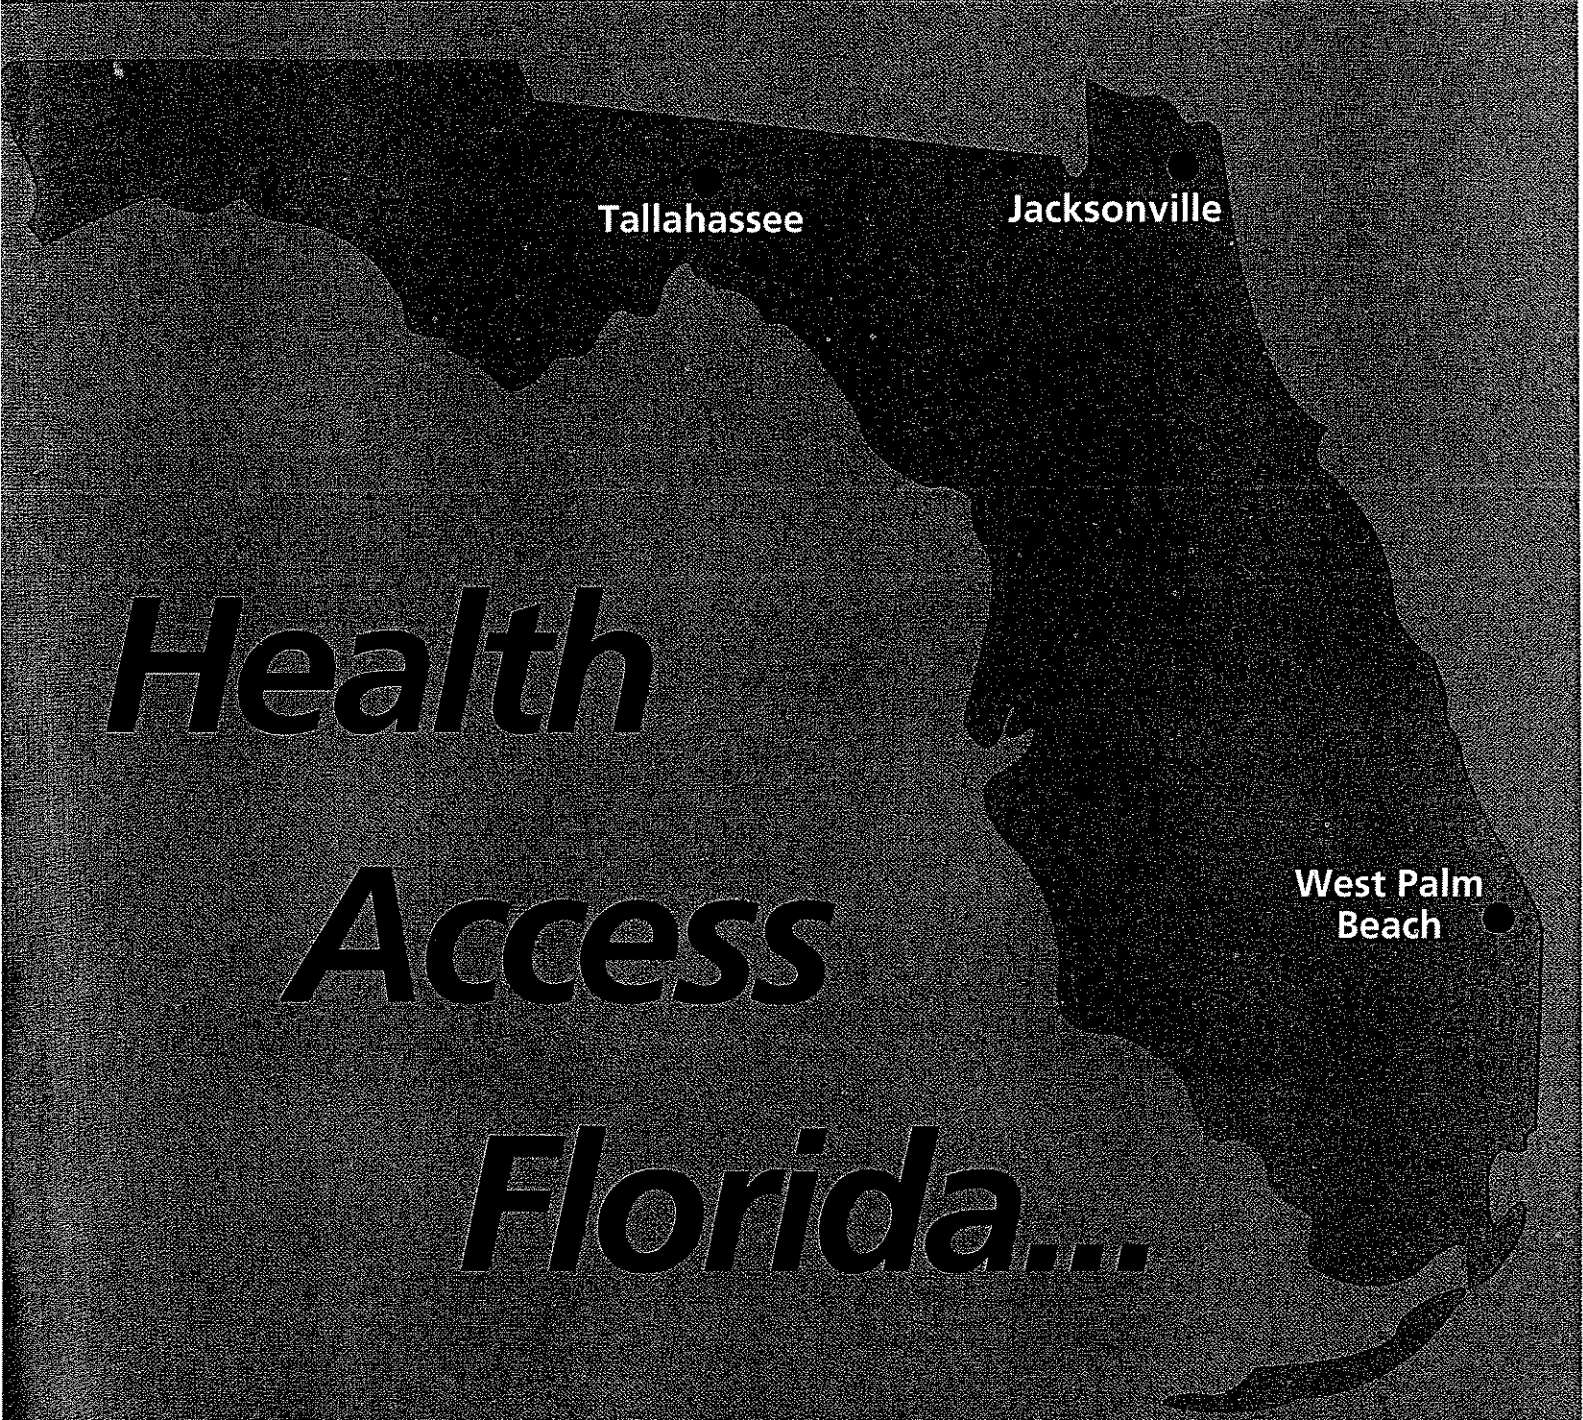 Tallahassee
Jacksonville
Health
Access
West Palm
Beach
Florida...